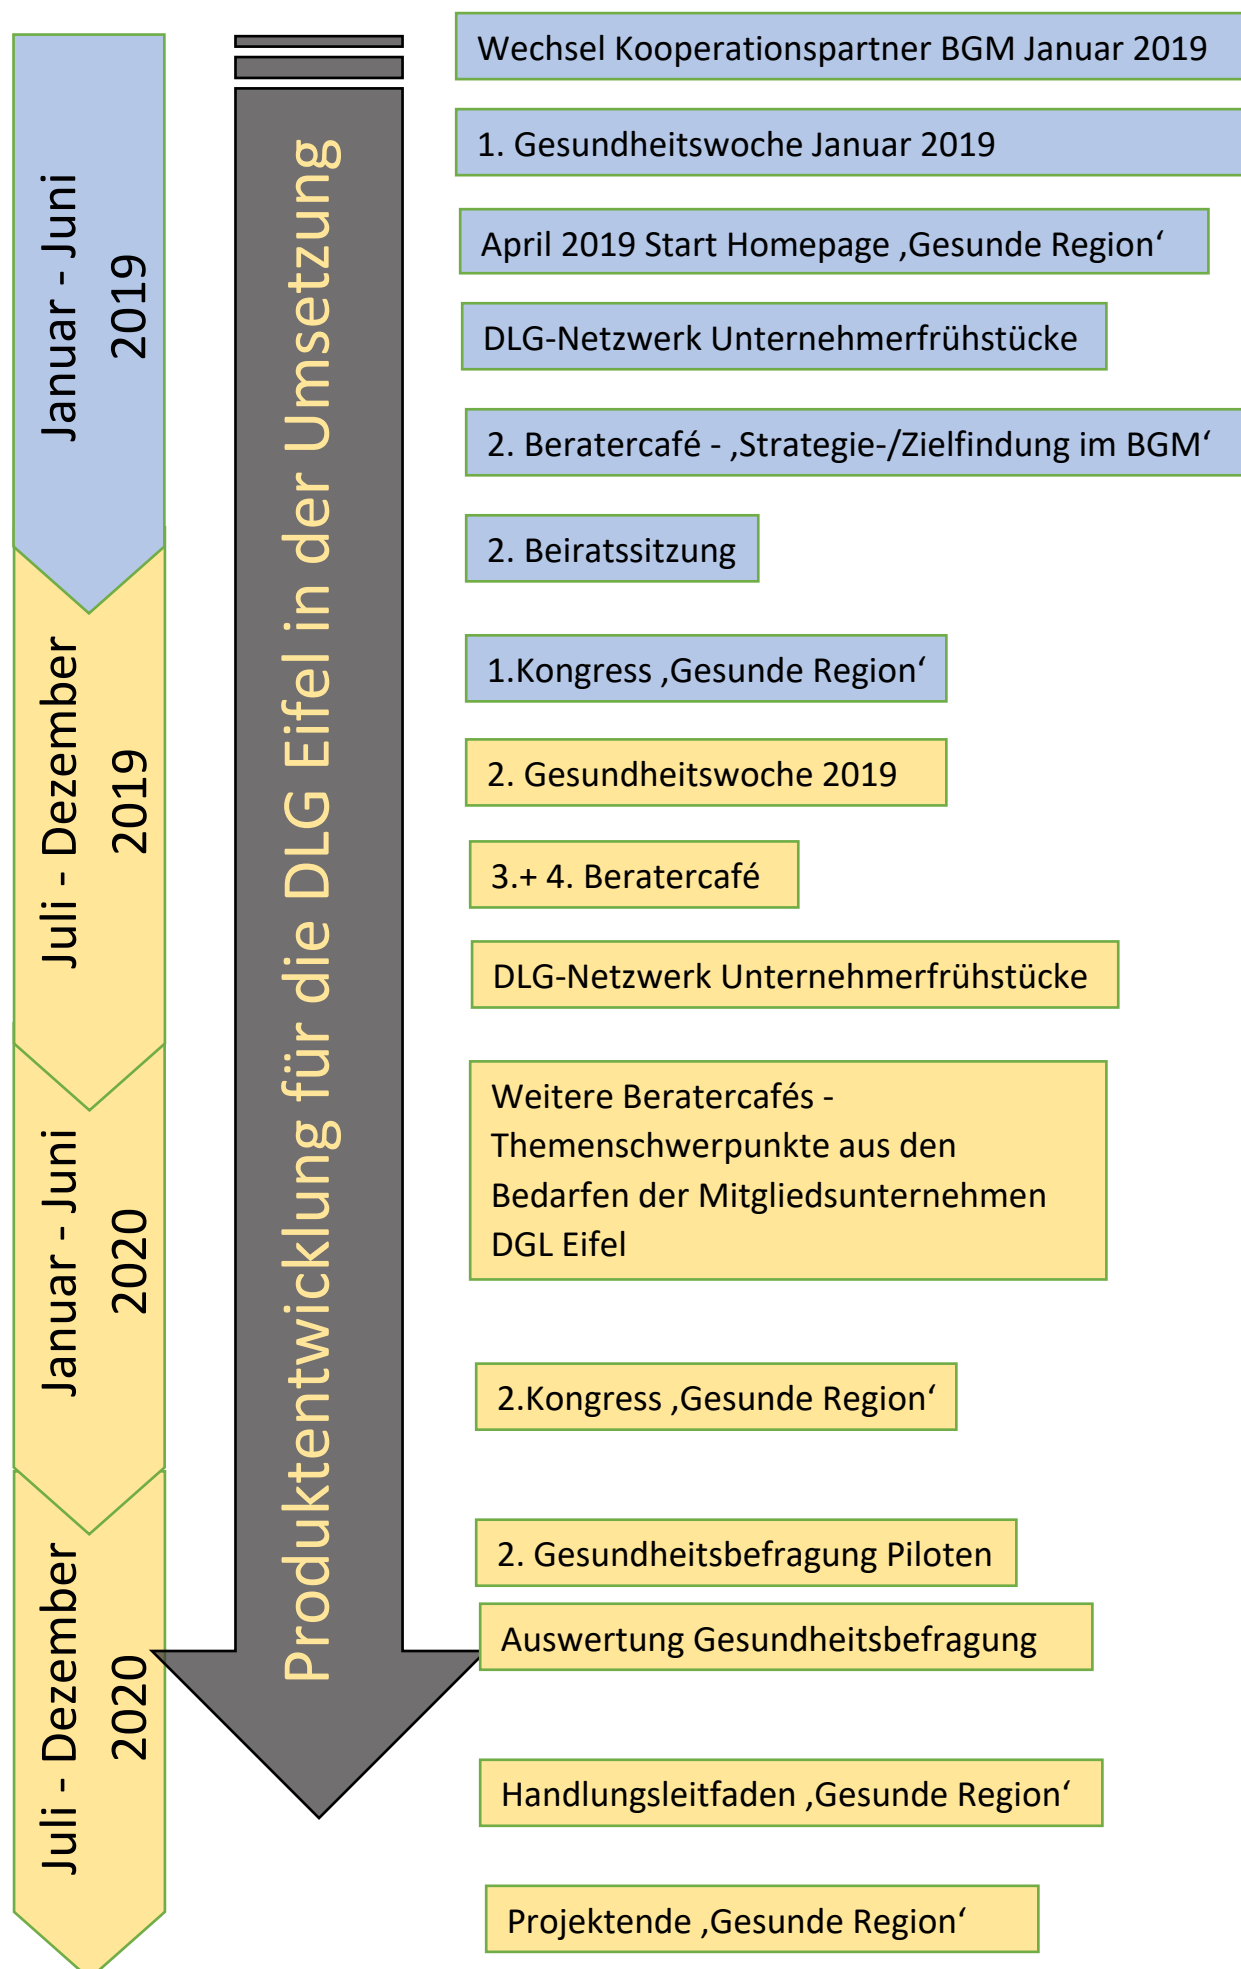 Januar - Juni
2019
Juli - Dezember
2019
Januar - Juni
2020
Juli - Dezember
2020
Produktentwicklung für die DLG Eifel in der Umsetzung
Wechsel Kooperationspartner BGM Januar 2019
1. Gesundheitswoche Januar 2019
April 2019 Start Homepage ‚Gesunde Region‘
DLG-Netzwerk Unternehmerfrühstücke
2. Beratercafé - ‚Strategie-/Zielfindung im BGM‘
2. Beiratssitzung
1.Kongress ‚Gesunde Region‘
2. Gesundheitswoche 2019
3.+ 4. Beratercafé
DLG-Netzwerk Unternehmerfrühstücke
Weitere Beratercafés -
Themenschwerpunkte aus den
Bedarfen der Mitgliedsunternehmen
DGL Eifel
2.Kongress ‚Gesunde Region‘
2. Gesundheitsbefragung Piloten
Auswertung Gesundheitsbefragung
Handlungsleitfaden ‚Gesunde Region‘
Projektende ‚Gesunde Region‘